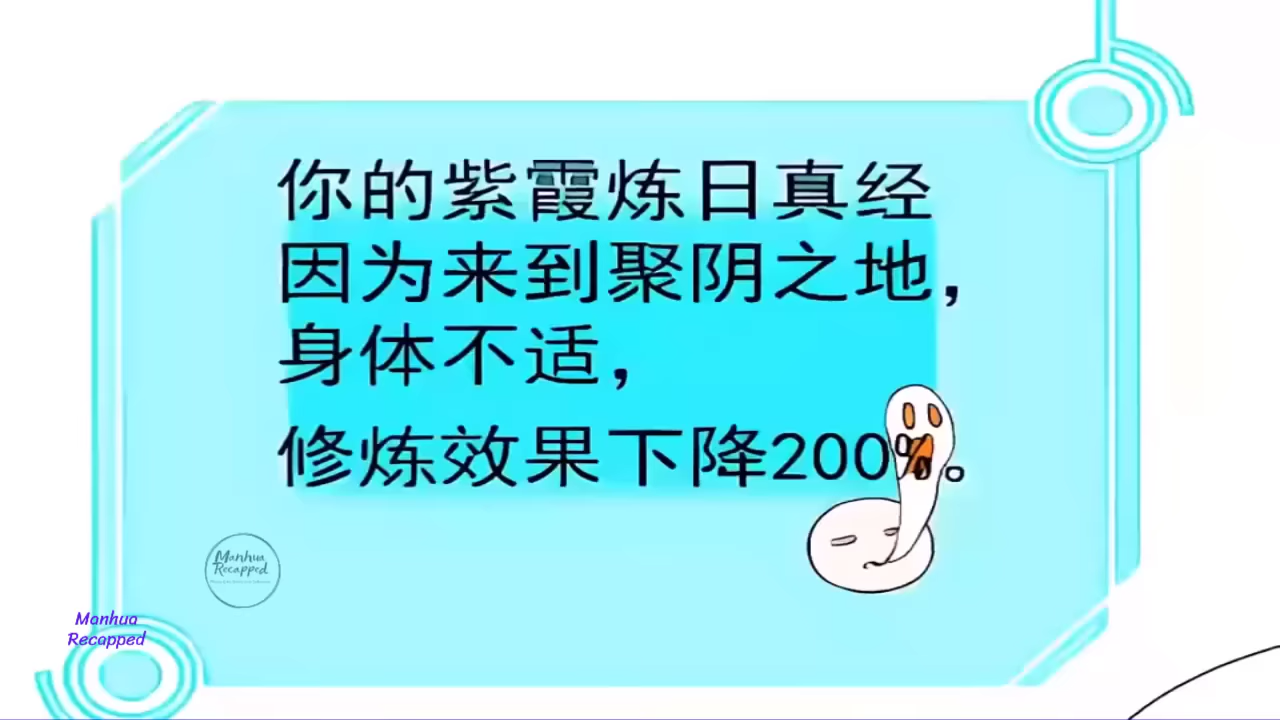 你的紫霞炼日真经
因为来到聚阴之地，
身体不适，
修炼效果下降200%。
Manhua
Recapped
Manhua
Recapped